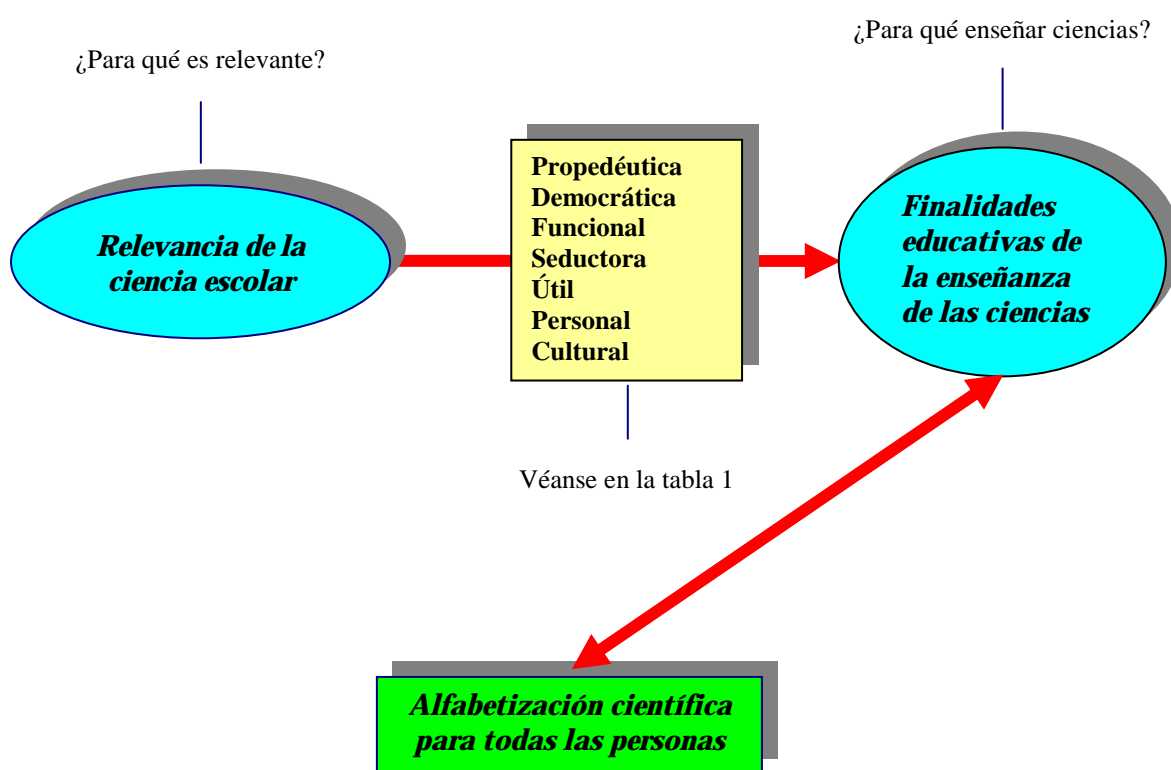 ¿Para qué es relevante?
¿Para qué enseñar ciencias?
Relevancia de la
ciencia escolar
Propedéutica
Democrática
Funcional
Seductora
Útil
Personal
Cultural
Finalidades
educativas de
la enseñanza
de las ciencias
Véanse en la tabla 1
Alfabetización científica
para todas las personas